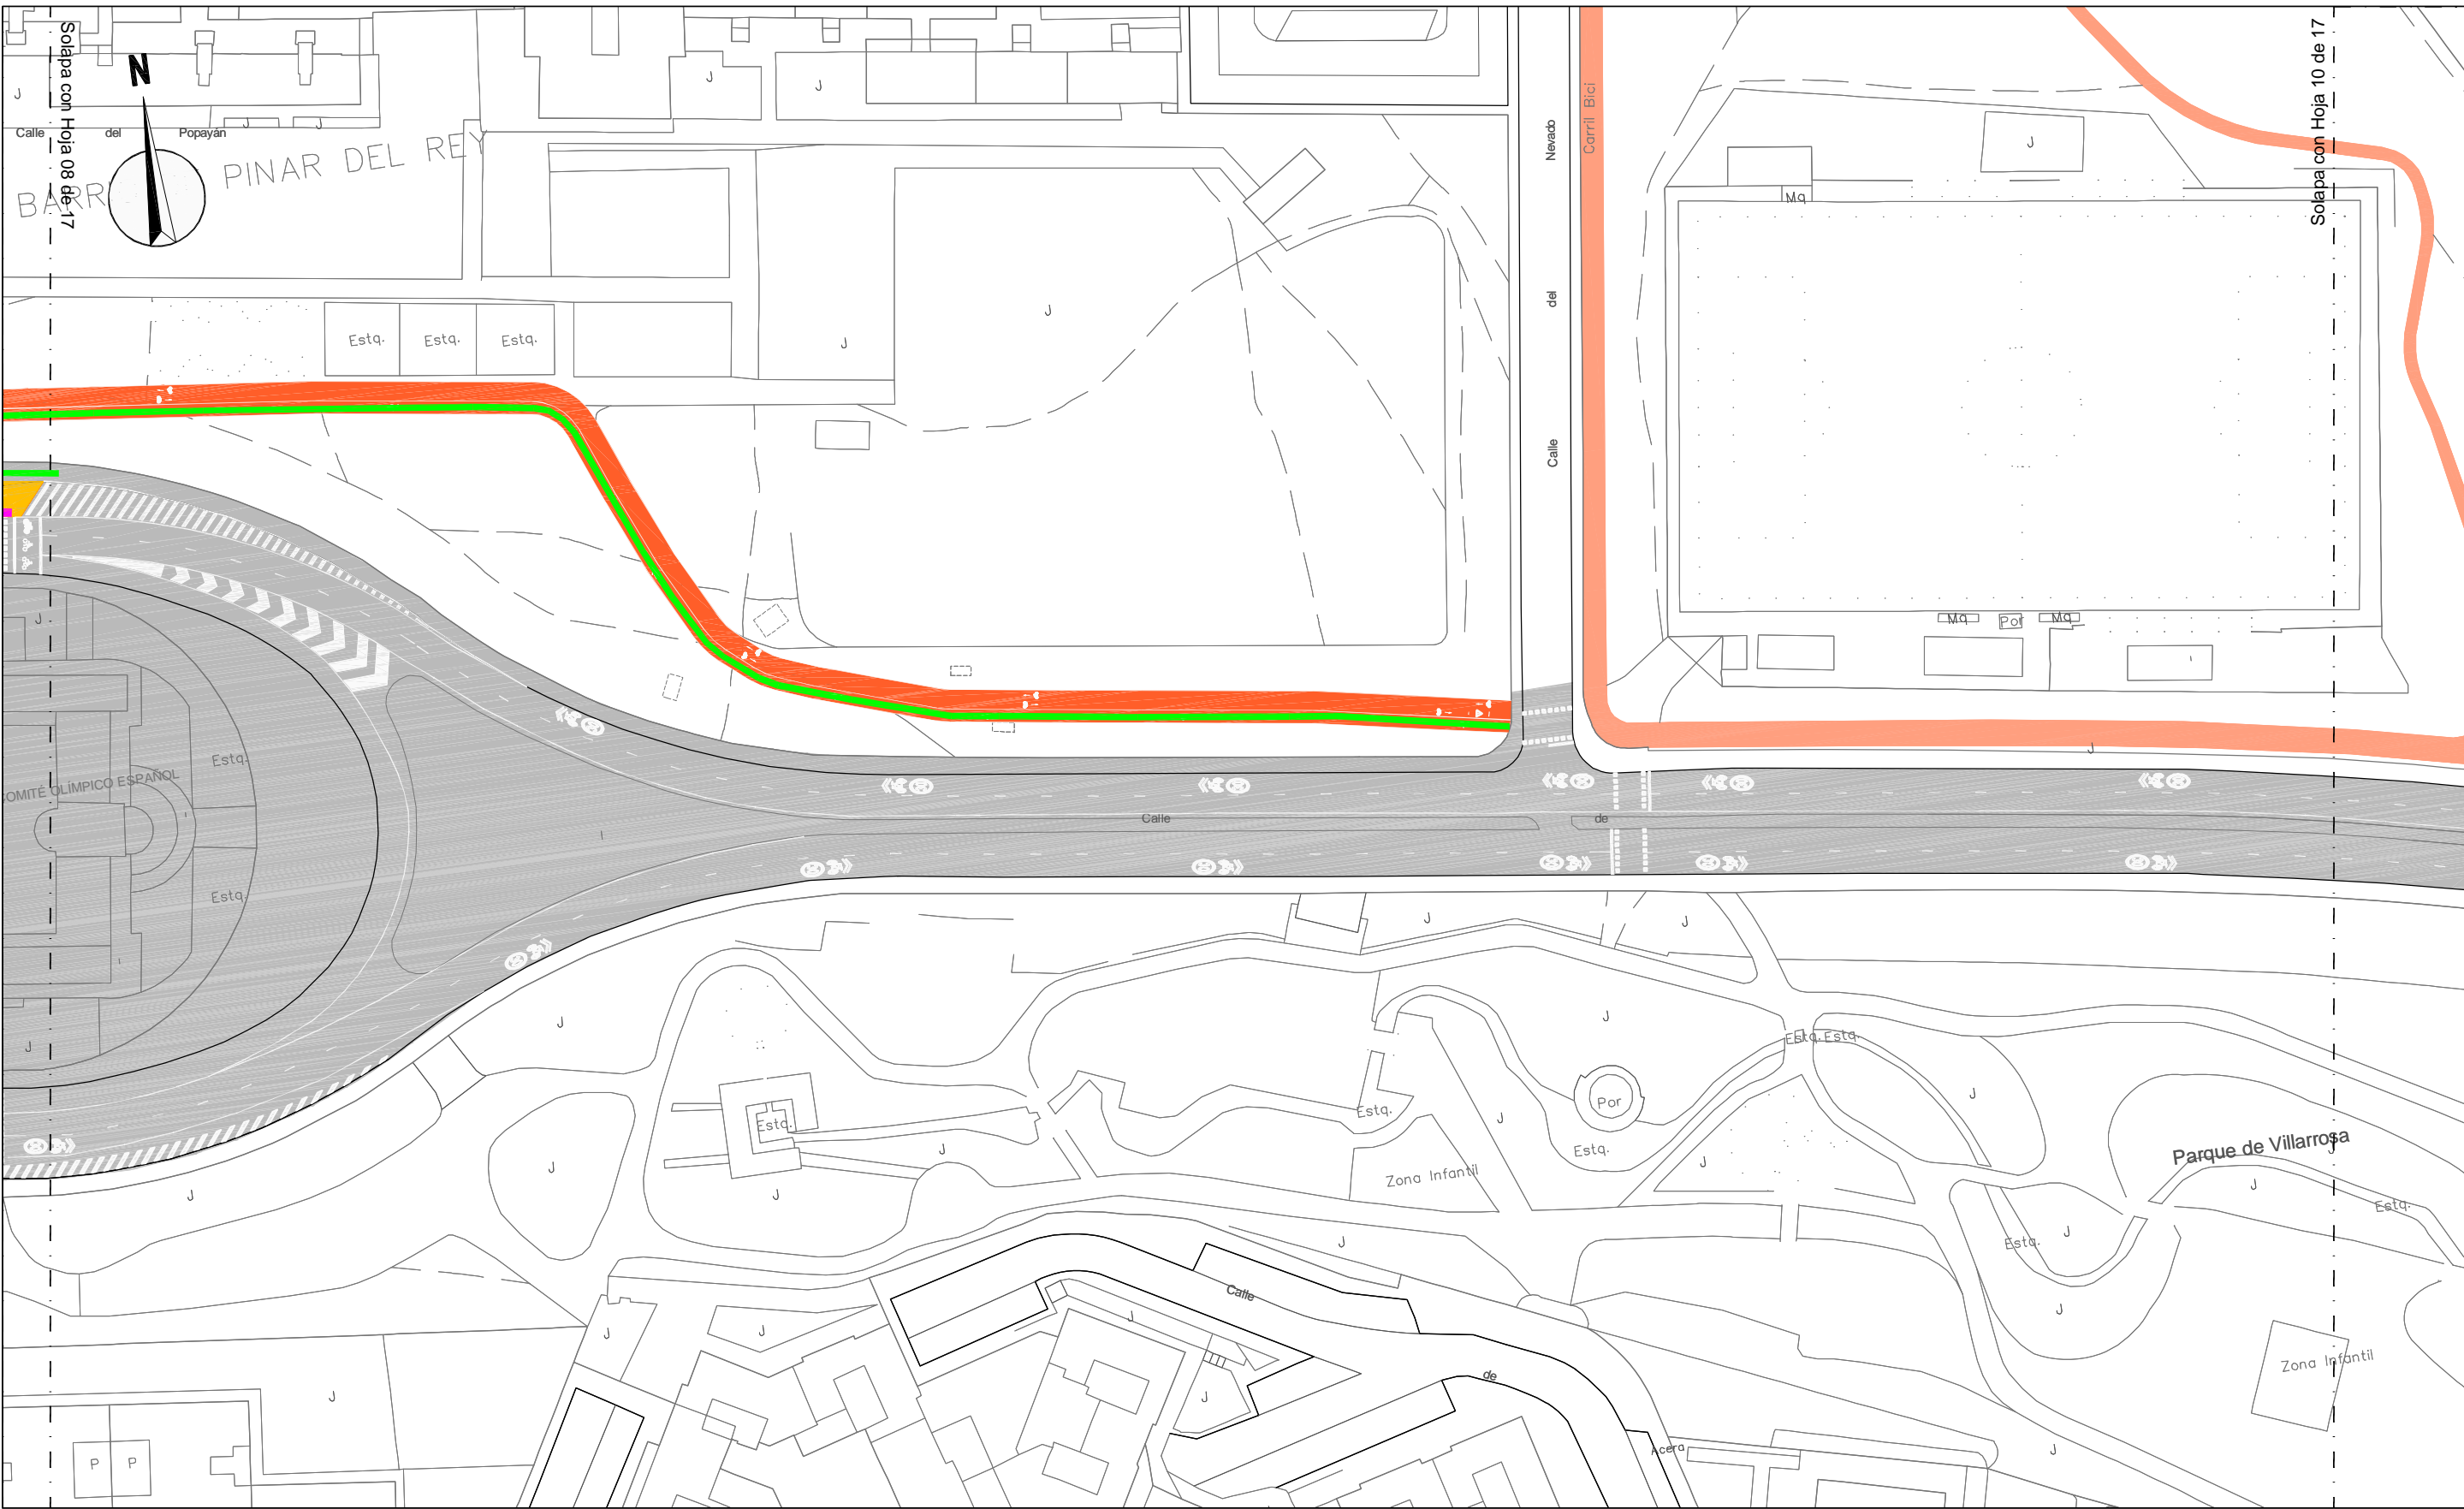 Solapa con Hoja 08 de 17
Solapa con Hoja 10 de 17
N
J
J
J
Calle del Popayán
J
J
BARR
PINAR DEL REY
Nevado
del
Calle
Carril Bici
J
Mq
Estq.
Estq.
Estq.
J
J
J
Mq
Por
Mq
Estq.
COMITÉ OLÍMPICO ESPAÑOL
J
Calle
de
Estq.
J
J
J
J
J
Estq.
Estq.
J
Por
Estq.
Estq.
J
J
Estq.
Parque de Villarrosa
J
J
J
Zona Infantil
J
J
J
J
J
Estq.
J
Estq.
J
J
Calle
J
J
J
J
Zona Infantil
de
J
J
Acera
J
P
P